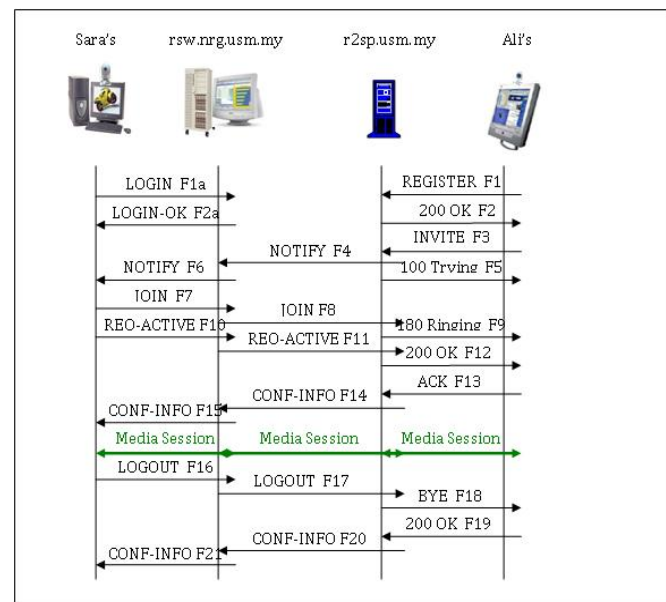 Sara's rsw.nrg.usm.my r2sp.usm.my Ali's
LOGIN F1a
REGISTER F1
LOGIN-OK F2a
200 OK F2
INVITE F3
NOTIFY F4
NOTIFY F6
100 Trying F5
JOIN F7
JOIN F8
REQ-ACTIVE F10
180 Ringing F9
REQ-ACTIVE F11
200 OK F12
ACK F13
CONF-INFO F14
CONF-INFO F15
Media Session Media Session Media Session
LOGOUT F16
LOGOUT F17
BYE F18
200 OK F19
CONF-INFO F20
CONF-INFO F21